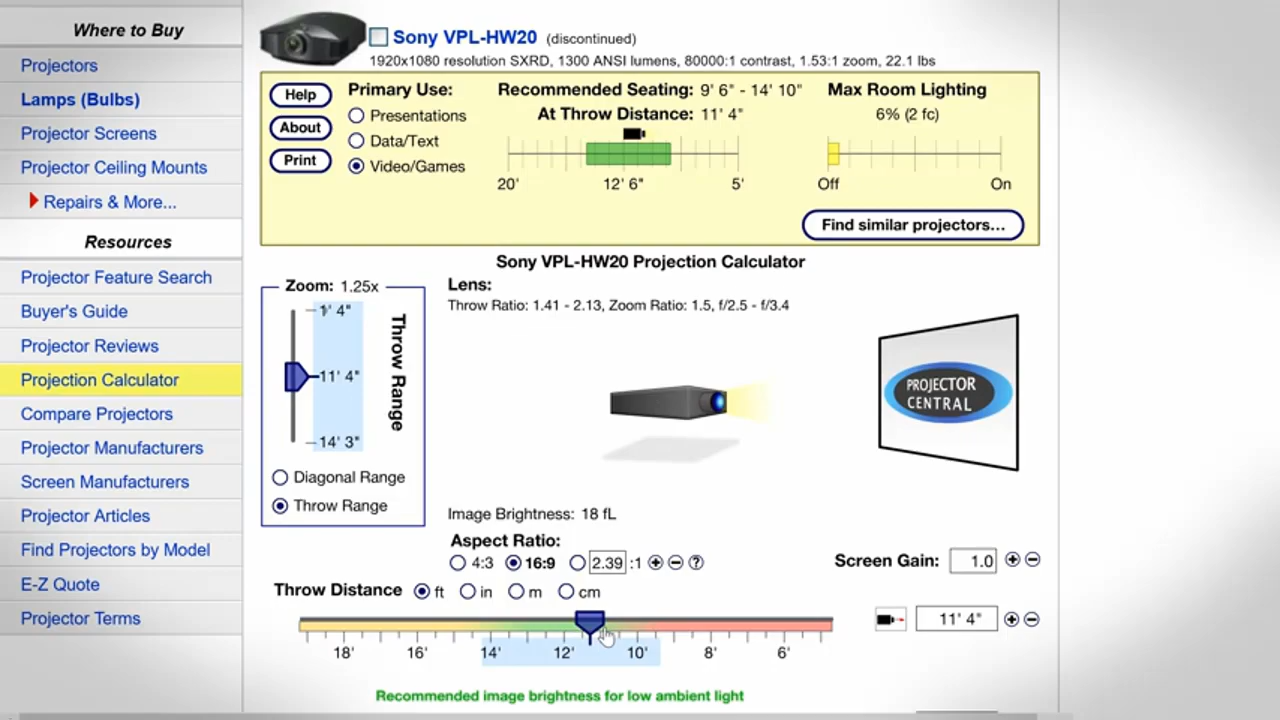 Where to Buy
Projectors
Lamps (Bulbs)
Projector Screens
Projector Ceiling Mounts
Repairs & More...
Resources
Projector Feature Search
Buyer's Guide
Projector Reviews
Projection Calculator
Compare Projectors
Projector Manufacturers
Screen Manufacturers
Projector Articles
Find Projectors by Model
E-Z Quote
Projector Terms
Sony VPL-HW20 (discontinued)
1920x1080 resolution SXRD, 1300 ANSI lumens, 80000:1 contrast, 1.53:1 zoom, 22.1 lbs
Help
About
Print
Primary Use:
Presentations
Data/Text
Video/Games
Recommended Seating: 9' 6" - 14' 10"
At Throw Distance: 11' 4"
20' 12' 6" 5'
Max Room Lighting
6% (2 fc)
Off On
Find similar projectors...
Sony VPL-HW20 Projection Calculator
Zoom: 1.25x
11' 4"
14' 3"
Throw Range
Diagonal Range
Throw Range
Lens:
Throw Ratio: 1.41 - 2.13, Zoom Ratio: 1.5, f/2.5 - f/3.4
PROJECTOR
CENTRAL
Image Brightness: 18 fL
Aspect Ratio:
4:3 16:9 2.39 :1 + − ?
Screen Gain: 1.0 + −
Throw Distance ft in m cm
11' 4" + −
18' 16' 14' 12' 10' 8' 6'
Recommended image brightness for low ambient light